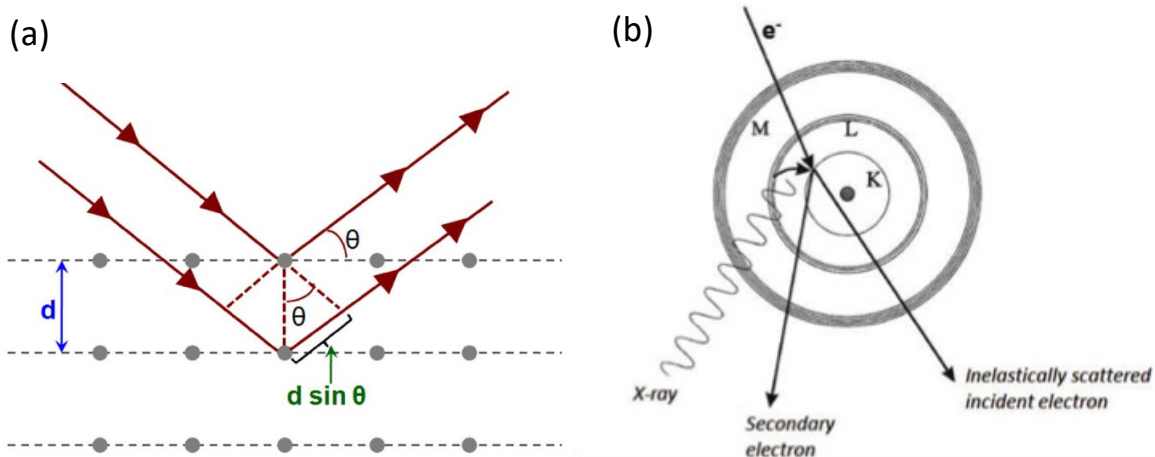 (a)
θ
d
θ
d sin θ
(b)
e-
M
L
K
X-ray
Secondary
electron
Inelastically scattered
incident electron